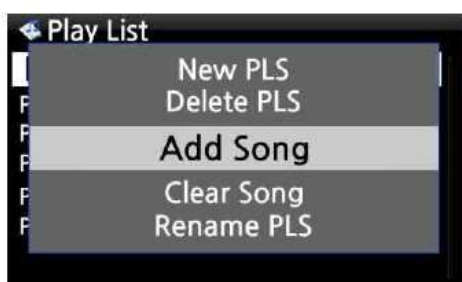 Play List
New PLS
Delete PLS
P
P
Add Song
P
Clear Song
P
Rename PLS
P